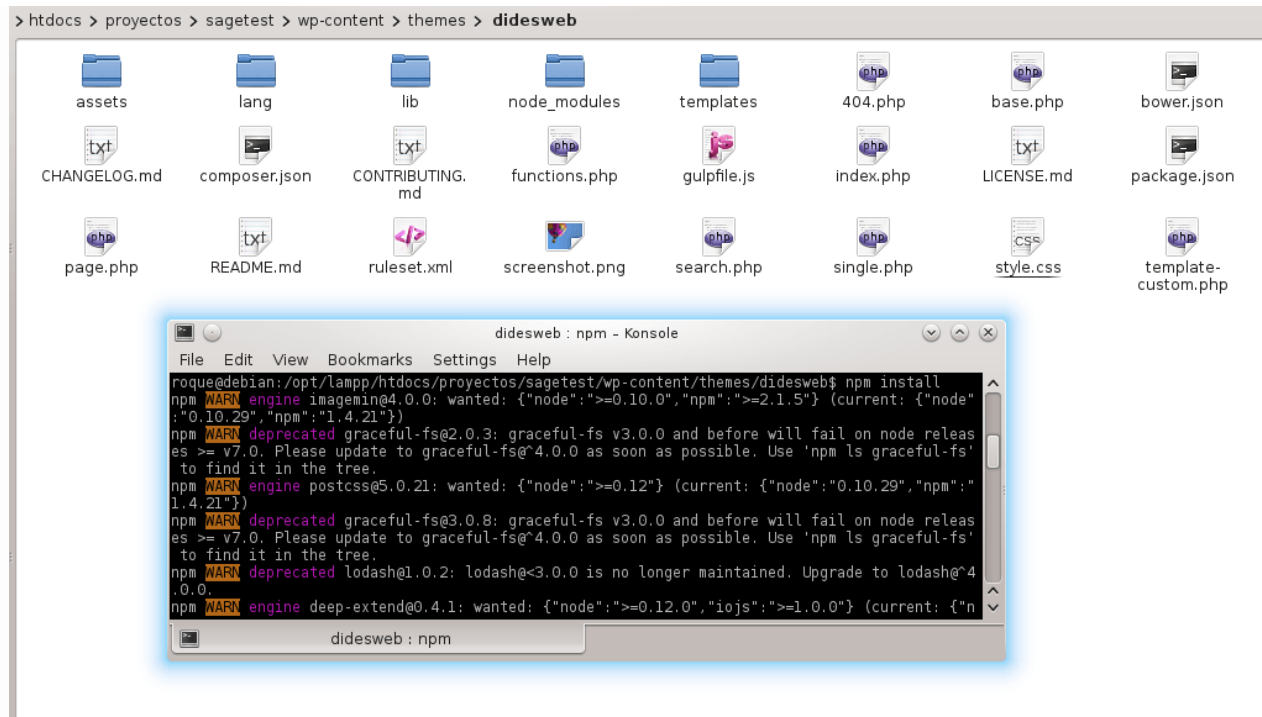 > htdocs > proyectos > sagetest > wp-content > themes > didesweb
assets lang lib node_modules templates 404.php base.php bower.json
CHANGELOG.md composer.json CONTRIBUTING.md functions.php gulpfile.js index.php LICENSE.md package.json
page.php README.md ruleset.xml screenshot.png search.php single.php style.css template-custom.php
didesweb : npm – Konsole
File Edit View Bookmarks Settings Help
roque@debian:/opt/lampp/htdocs/proyectos/sagetest/wp-content/themes/didesweb$ npm install
npm WARN engine imagemin@4.0.0: wanted: {"node":">=0.10.0","npm":">=2.1.5"} (current: {"node"
:"0.10.29","npm":"1.4.21"})
npm WARN deprecated graceful-fs@2.0.3: graceful-fs v3.0.0 and before will fail on node releas
es >= v7.0. Please update to graceful-fs@^4.0.0 as soon as possible. Use 'npm ls graceful-fs'
to find it in the tree.
npm WARN engine postcss@5.0.21: wanted: {"node":">=0.12"} (current: {"node":"0.10.29","npm":"
1.4.21"})
npm WARN deprecated graceful-fs@3.0.8: graceful-fs v3.0.0 and before will fail on node releas
es >= v7.0. Please update to graceful-fs@^4.0.0 as soon as possible. Use 'npm ls graceful-fs'
to find it in the tree.
npm WARN deprecated lodash@1.0.2: lodash@<3.0.0 is no longer maintained. Upgrade to lodash@^4
.0.0.
npm WARN engine deep-extend@0.4.1: wanted: {"node":">=0.12.0","iojs":">=1.0.0"} (current: {"n
didesweb : npm